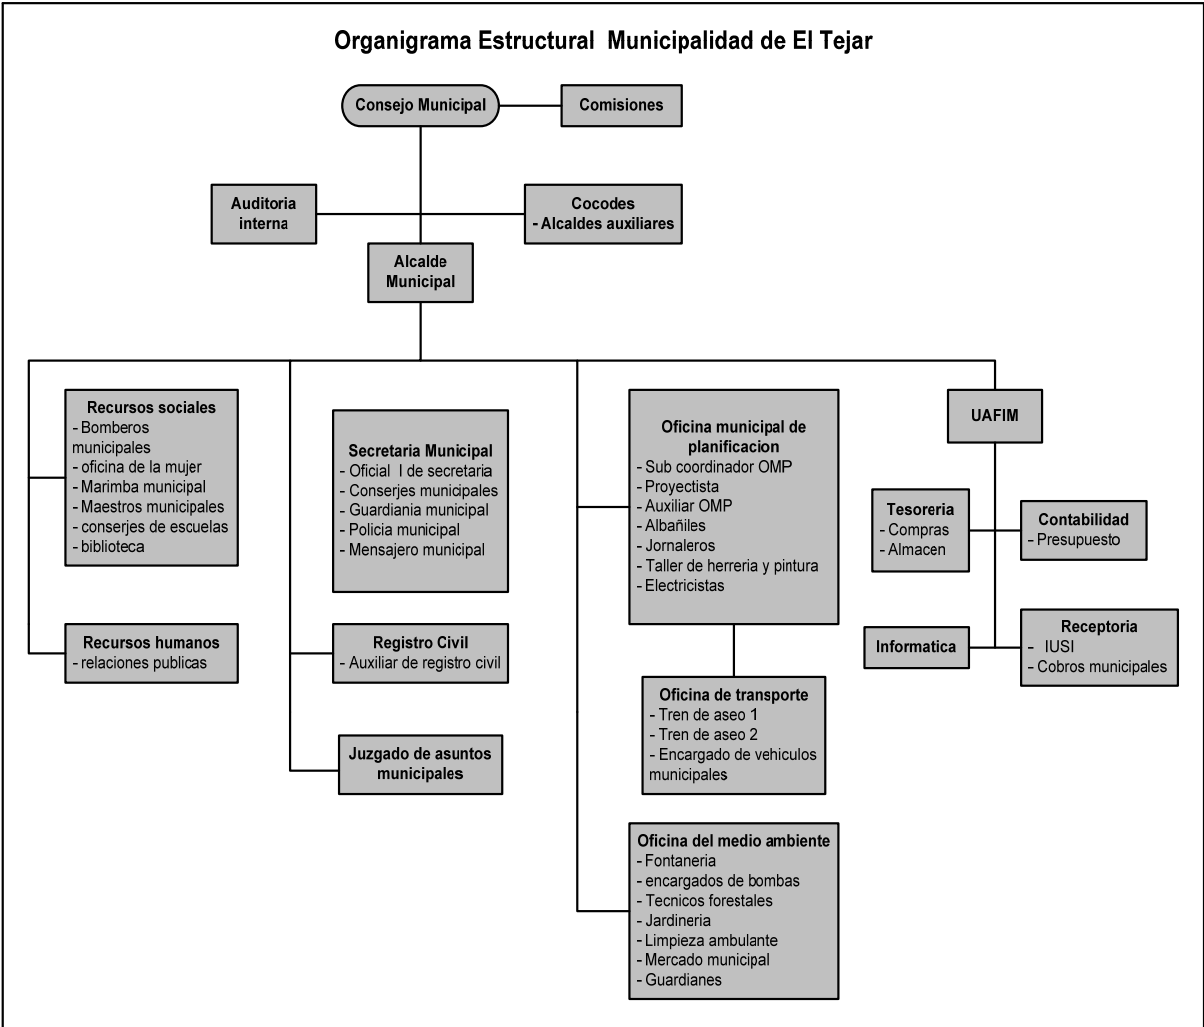 Organigrama Estructural Municipalidad de El Tejar
Consejo Municipal
Comisiones
Auditoria
interna
Cocodes
- Alcaldes auxiliares
Alcalde
Municipal
Recursos sociales
- Bomberos
municipales
- oficina de la mujer
- Marimba municipal
- Maestros municipales
- conserjes de escuelas
- biblioteca
Recursos humanos
- relaciones publicas
Secretaria Municipal
- Oficial I de secretaria
- Conserjes municipales
- Guardiania municipal
- Policia municipal
- Mensajero municipal
Registro Civil
- Auxiliar de registro civil
Juzgado de asuntos
municipales
Oficina municipal de
planificacion
- Sub coordinador OMP
- Proyectista
- Auxiliar OMP
- Albañiles
- Jornaleros
- Taller de herreria y pintura
- Electricistas
Oficina de transporte
- Tren de aseo 1
- Tren de aseo 2
- Encargado de vehiculos
municipales
Oficina del medio ambiente
- Fontaneria
- encargados de bombas
- Tecnicos forestales
- Jardineria
- Limpieza ambulante
- Mercado municipal
- Guardianes
UAFIM
Tesoreria
- Compras
- Almacen
Contabilidad
- Presupuesto
Informatica
Receptoria
- IUSI
- Cobros municipales